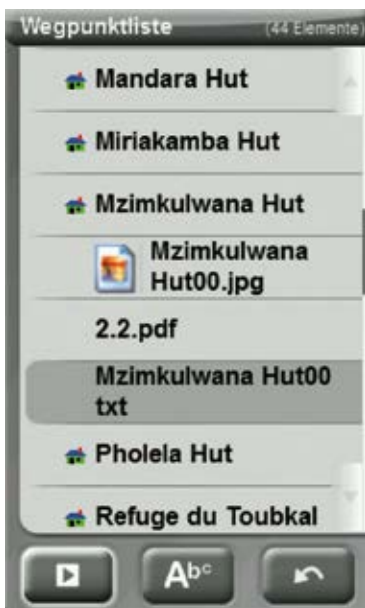 Wegpunktliste (44 Elemente)
Mandara Hut
Miriakamba Hut
Mzimkulwana Hut
Mzimkulwana
Hut00.jpg
2.2.pdf
Mzimkulwana Hut00
txt
Pholela Hut
Refuge du Toubkal
Abc